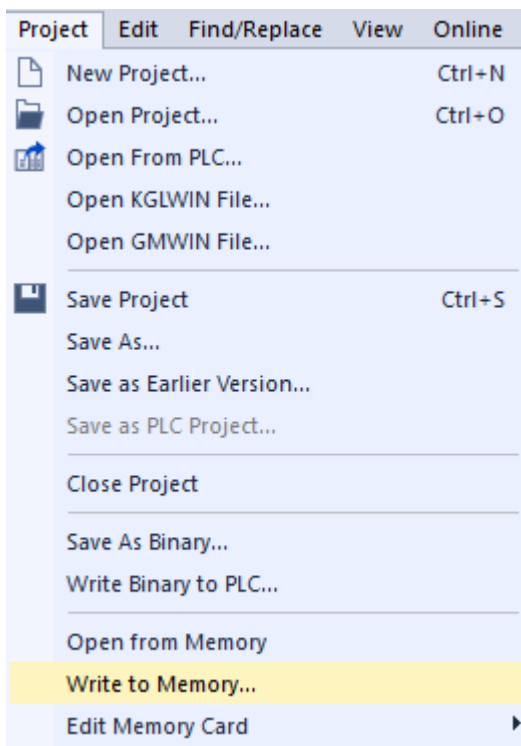 Project Edit Find/Replace View Online
New Project... Ctrl+N
Open Project... Ctrl+O
Open From PLC...
Open KGLWIN File...
Open GMWIN File...
Save Project Ctrl+S
Save As...
Save as Earlier Version...
Save as PLC Project...
Close Project
Save As Binary...
Write Binary to PLC...
Open from Memory
Write to Memory...
Edit Memory Card